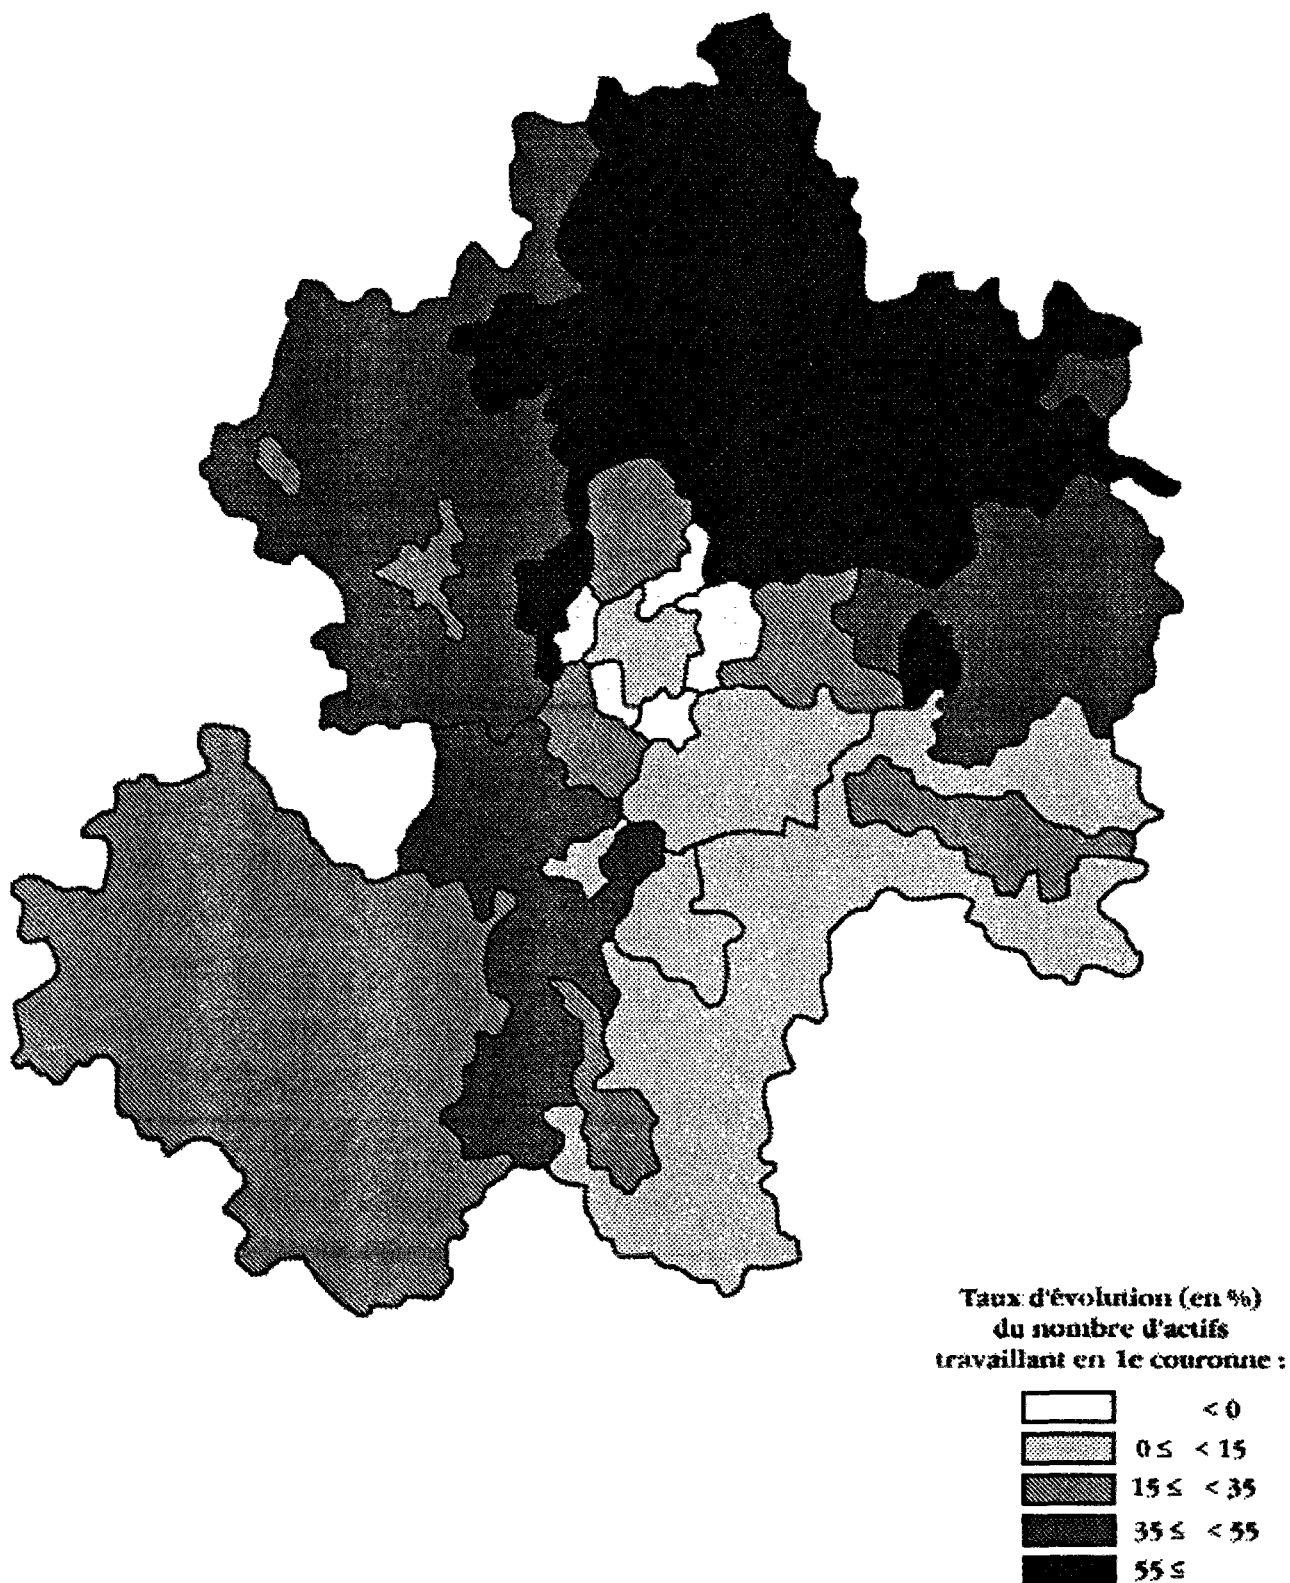 Taux d'évolution (en %)
du nombre d'actifs
travaillant en 1e couronne :
< 0
0 ≤ < 15
15 ≤ < 35
35 ≤ < 55
55 ≤